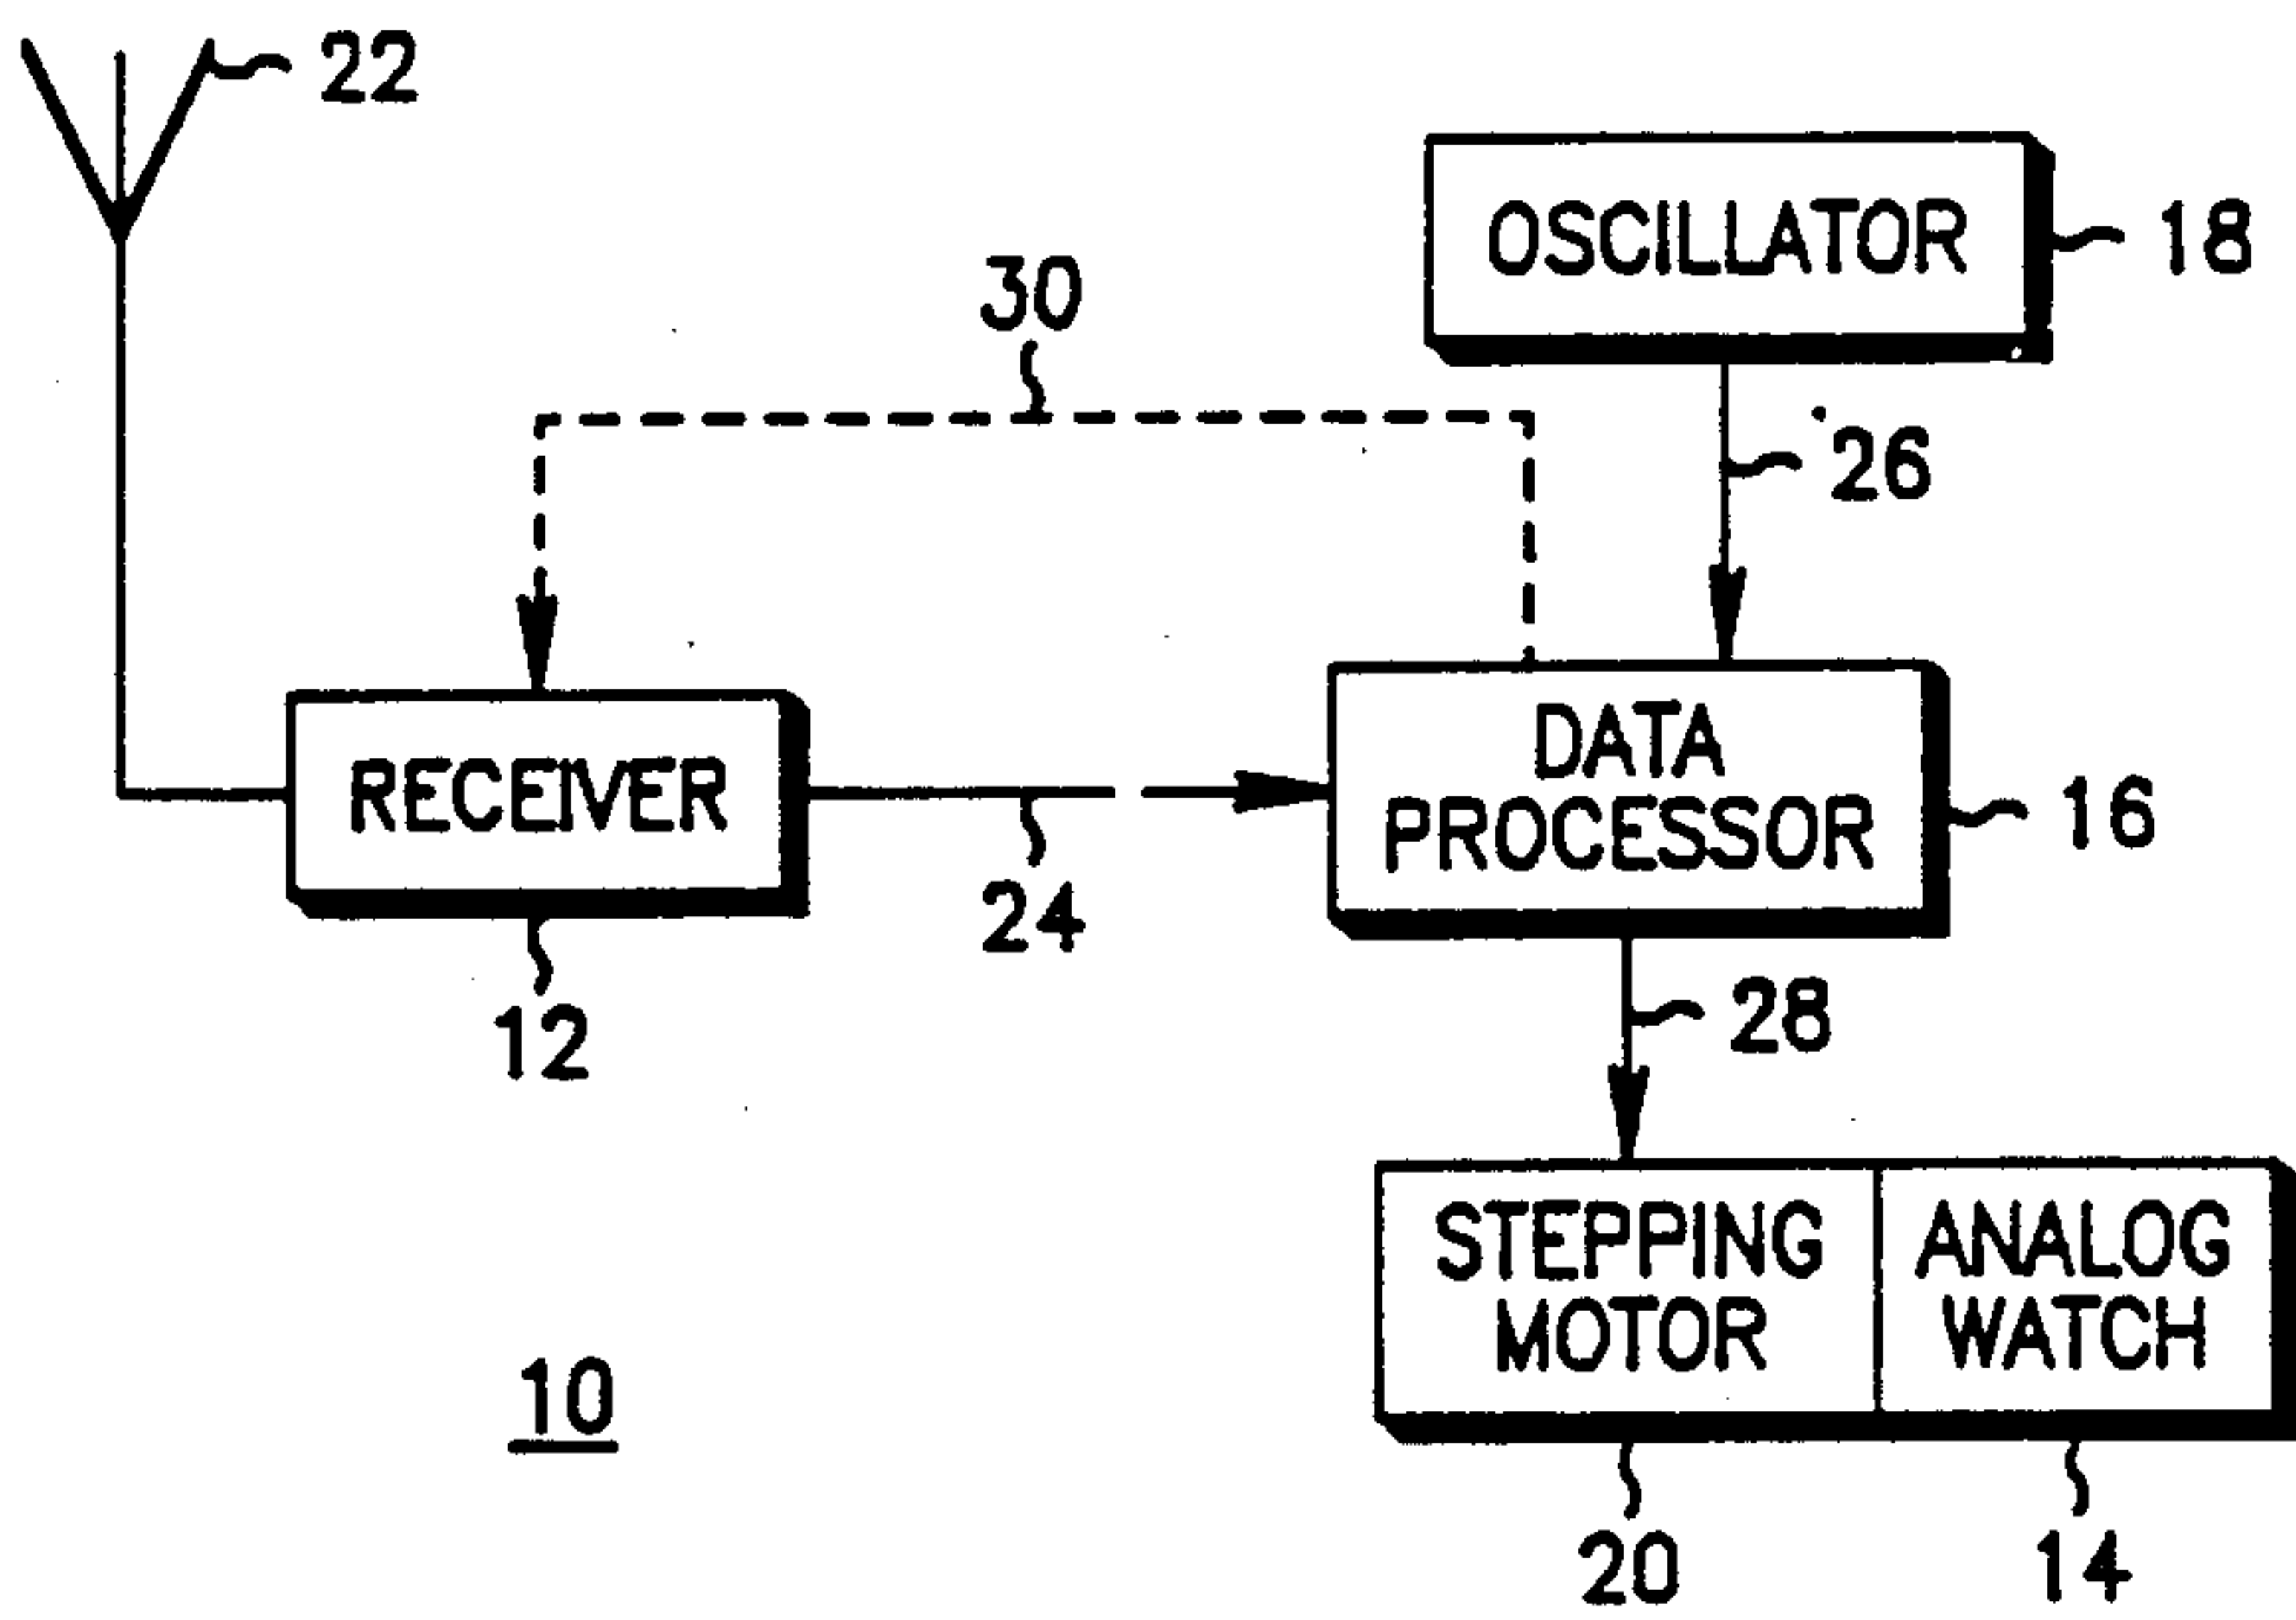 22
OSCILLATOR
18
30
26
RECEIVER
DATA
PROCESSOR
16
24
12
28
STEPPING
MOTOR
ANALOG
WATCH
10
20
14